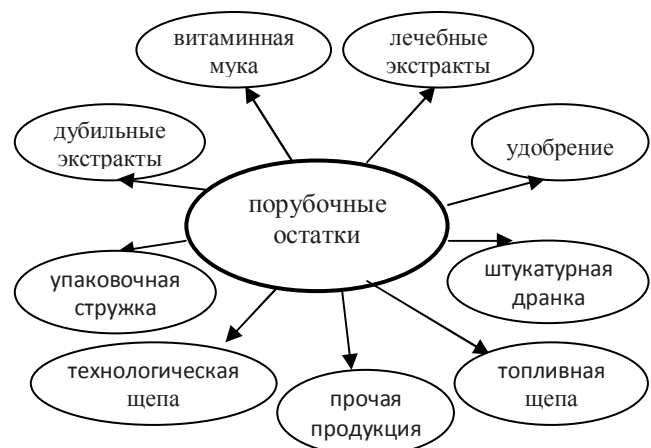 витаминная
мука
лечебные
экстракты
дубильные
экстракты
удобрение
порубочные
остатки
упаковочная
стружка
штукатурная
дранка
технологическая
щепа
топливная
щепа
прочая
продукция